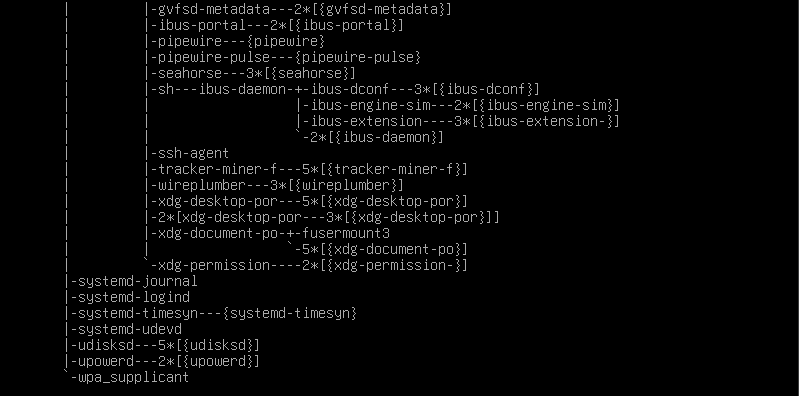 |         |-gvfsd-metadata---2*[{gvfsd-metadata}]
|         |-ibus-portal---2*[{ibus-portal}]
|         |-pipewire---{pipewire}
|         |-pipewire-pulse---{pipewire-pulse}
|         |-seahorse---3*[{seahorse}]
|         |-sh---ibus-daemon-+-ibus-dconf---3*[{ibus-dconf}]
|         |                  |-ibus-engine-sim---2*[{ibus-engine-sim}]
|         |                  |-ibus-extension----3*[{ibus-extension-}]
|         |                  `-2*[{ibus-daemon}]
|         |-ssh-agent
|         |-tracker-miner-f---5*[{tracker-miner-f}]
|         |-wireplumber---3*[{wireplumber}]
|         |-xdg-desktop-por---5*[{xdg-desktop-por}]
|         |-2*[xdg-desktop-por---3*[{xdg-desktop-por}]]
|         |-xdg-document-po-+-fusermount3
|         |                 `-5*[{xdg-document-po}]
|         `-xdg-permission----2*[{xdg-permission-}]
|-systemd-journal
|-systemd-logind
|-systemd-timesyn---{systemd-timesyn}
|-systemd-udevd
|-udisksd---5*[{udisksd}]
|-upowerd---2*[{upowerd}]
`-wpa_supplicant